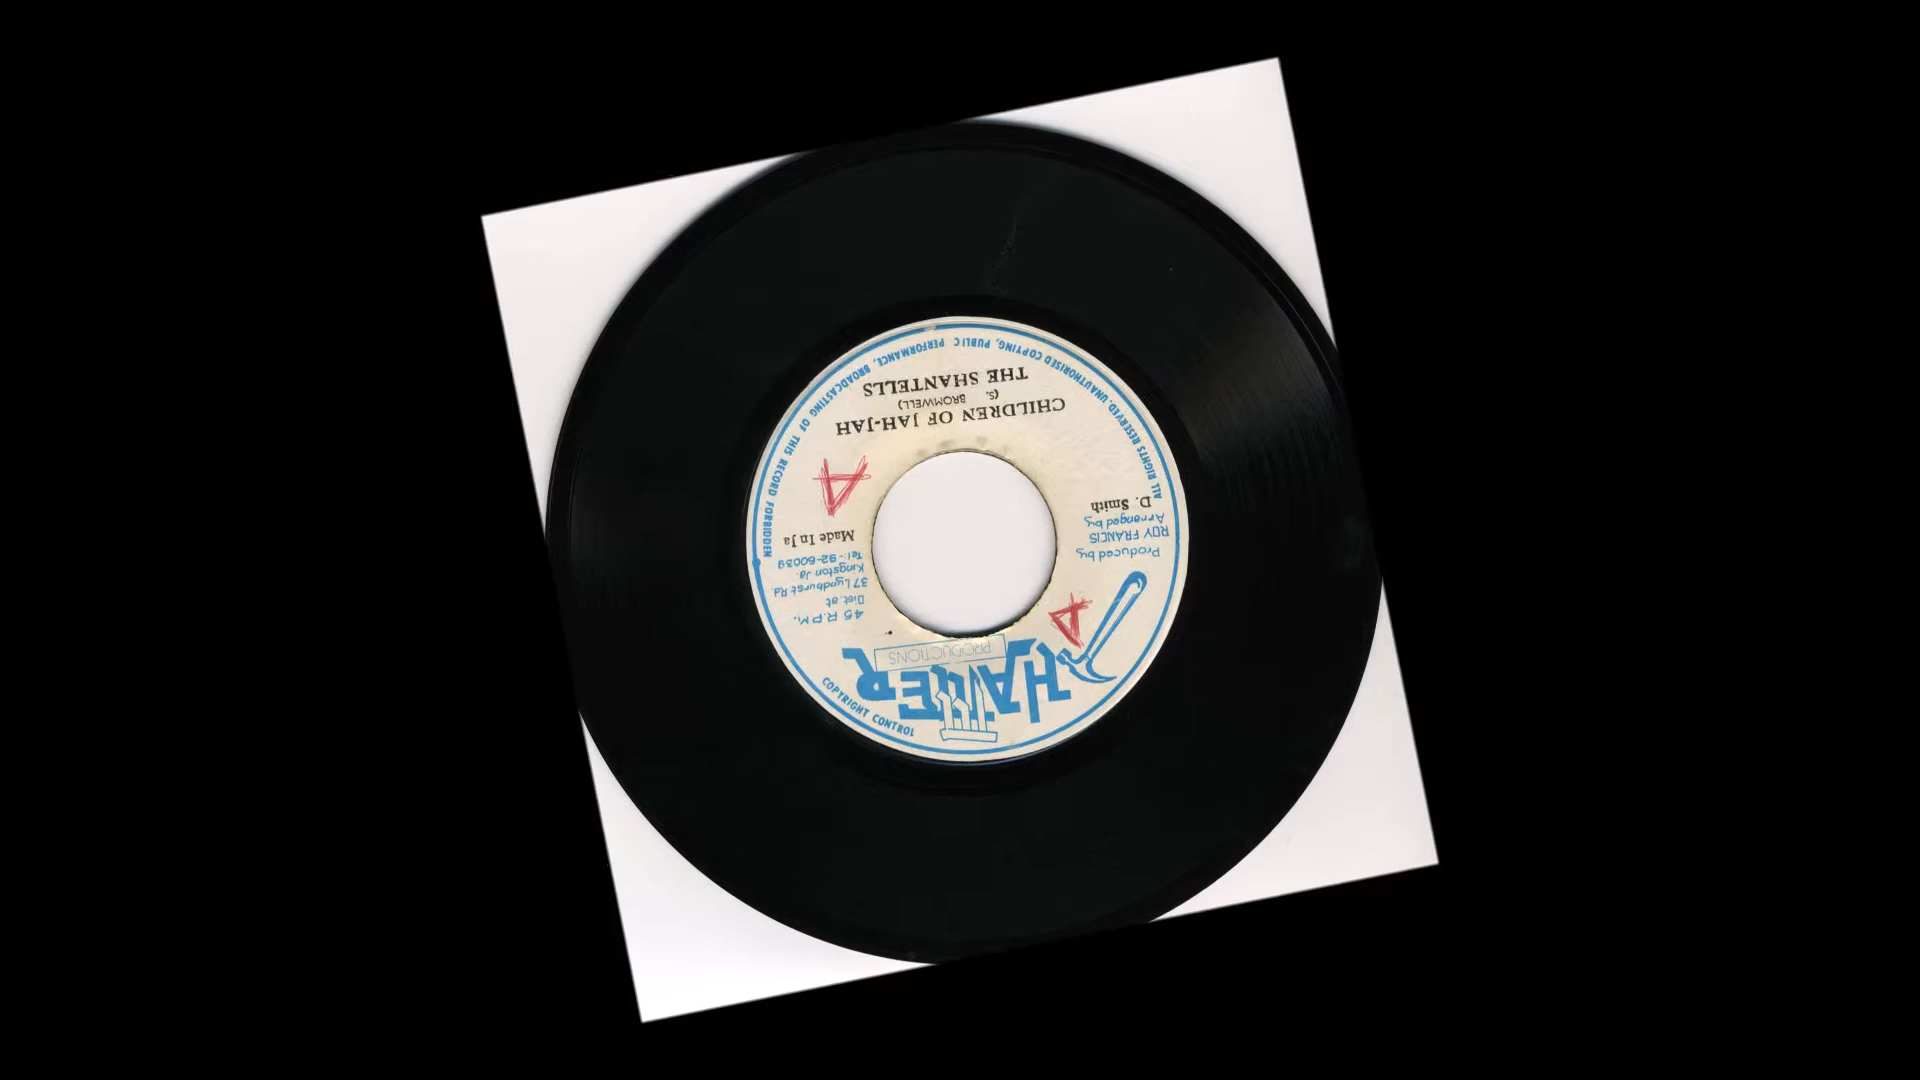 HAMMER
PRODUCTIONS
COPYRIGHT CONTROL
45 R.P.M.
Dist. at
37 Lyndhurst Rd.
Kingston Ja.
Tel:-92-60039
Made In Ja
Produced by
ROY FRANCIS
Arranged by
D. Smith
A
A
CHILDREN OF JAH-JAH
(S. BROMWELL)
THE SHANTELLS
ALL RIGHTS RESERVED. UNAUTHORISED COPYING, PUBLIC PERFORMANCE, BROADCASTING OF THIS RECORD FORBIDDEN